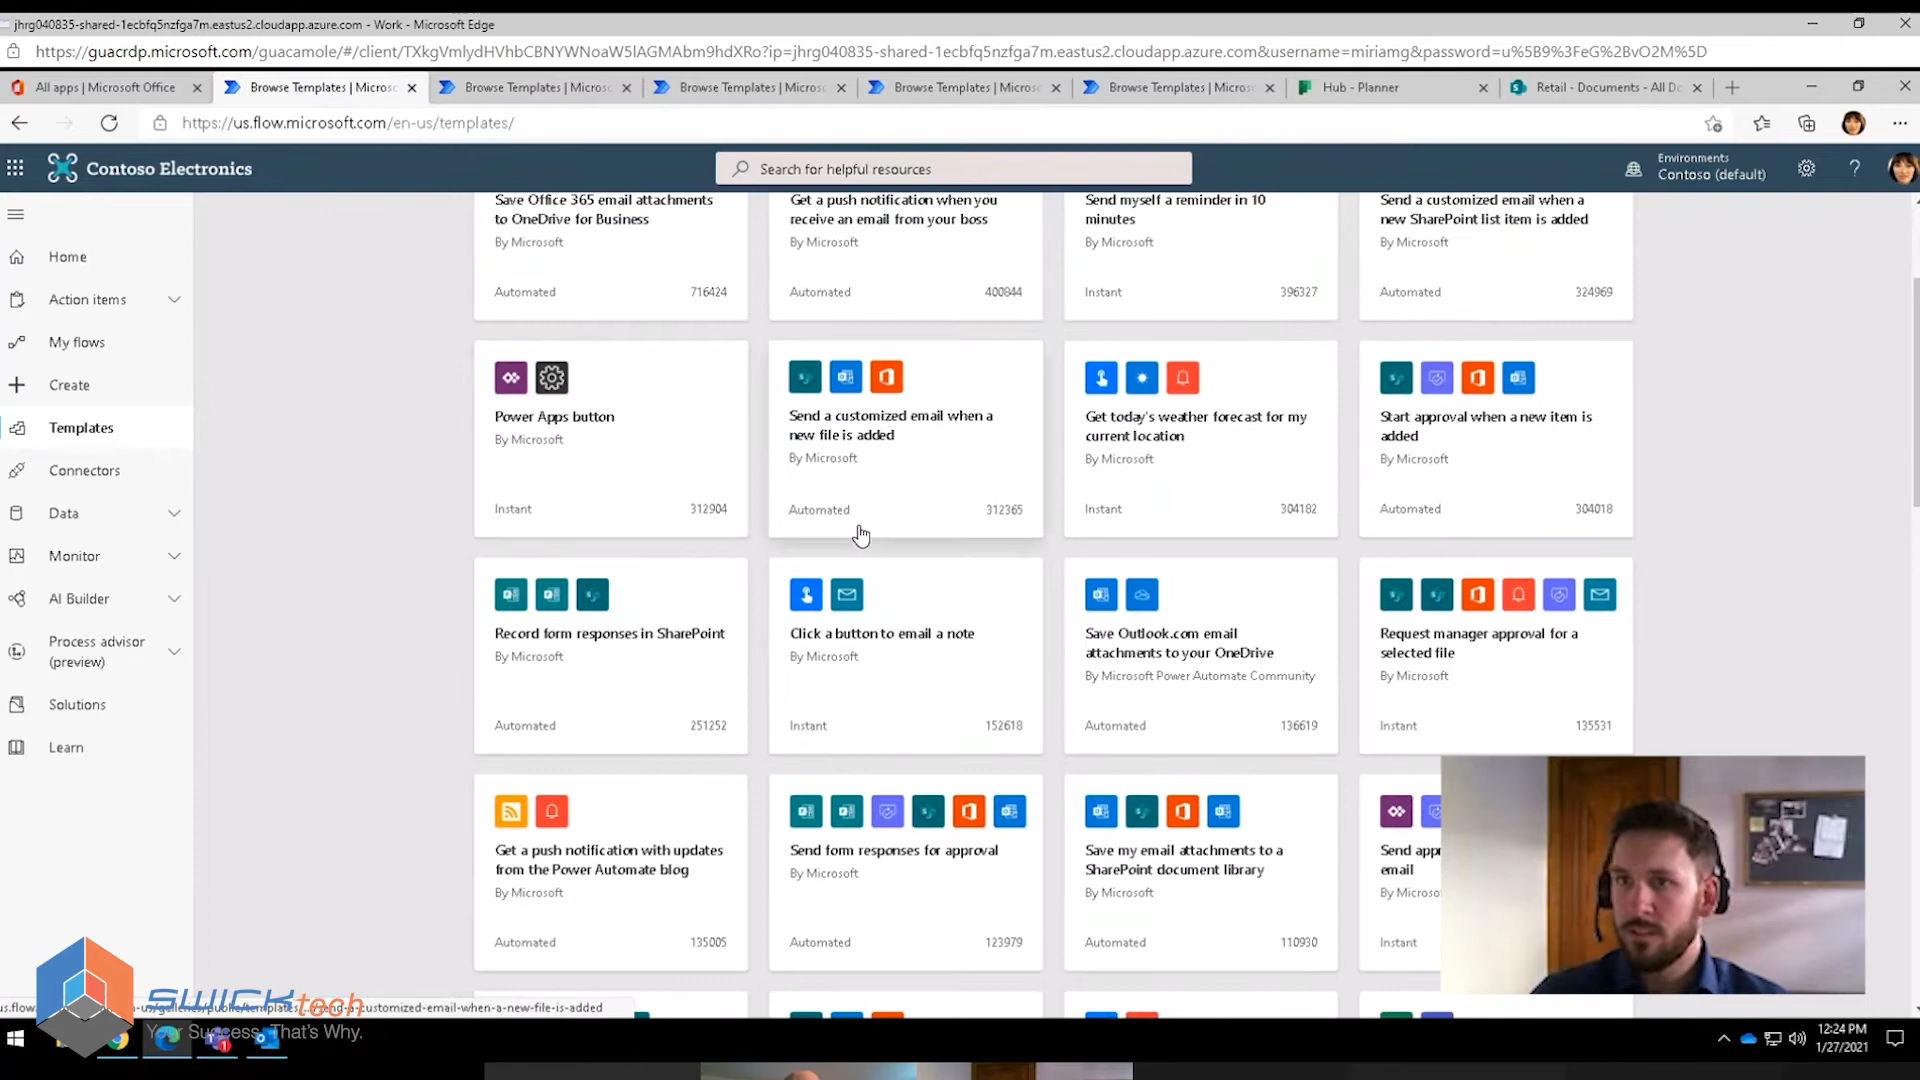 jhrg040835-shared-1ecbfq5nzfga7m.eastus2.cloudapp.azure.com - Work - Microsoft Edge
https://guacrdp.microsoft.com/guacamole/#/client/TXkgVmlydHVhbCBNYWNoaW5lAGMAbm9hdXRo?ip=jhrg040835-shared-1ecbfq5nzfga7m.eastus2.cloudapp.azure.com&username=miriamg&password=u%5B9%3FeG%2BvO2M%5D
All apps | Microsoft Office
Browse Templates | Micros
Browse Templates | Micros
Browse Templates | Micros
Browse Templates | Micros
Browse Templates | Micros
Hub - Planner
Retail - Documents - All Do
https://us.flow.microsoft.com/en-us/templates/
Contoso Electronics
Search for helpful resources
Environments
Contoso (default)
Home
Action items
My flows
Create
Templates
Connectors
Data
Monitor
AI Builder
Process advisor
(preview)
Solutions
Learn
Save Office 365 email attachments
to OneDrive for Business
By Microsoft
Automated 716424
Get a push notification when you
receive an email from your boss
By Microsoft
Automated 400844
Send myself a reminder in 10
minutes
By Microsoft
Instant 396327
Send a customized email when a
new SharePoint list item is added
By Microsoft
Automated 324969
Power Apps button
By Microsoft
Instant 312904
Send a customized email when a
new file is added
By Microsoft
Automated 312365
Get today's weather forecast for my
current location
By Microsoft
Instant 304182
Start approval when a new item is
added
By Microsoft
Automated 304018
Record form responses in SharePoint
By Microsoft
Automated 251252
Click a button to email a note
By Microsoft
Instant 152618
Save Outlook.com email
attachments to your OneDrive
By Microsoft Power Automate Community
Automated 136619
Request manager approval for a
selected file
By Microsoft
Instant 135531
Get a push notification with updates
from the Power Automate blog
By Microsoft
Automated 135005
Send form responses for approval
By Microsoft
Automated 123979
Save my email attachments to a
SharePoint document library
By Microsoft
Automated 110930
Send app
email
By Microso
Instant
SWICKtech
Your Success. That's Why.
12:24 PM
1/27/2021